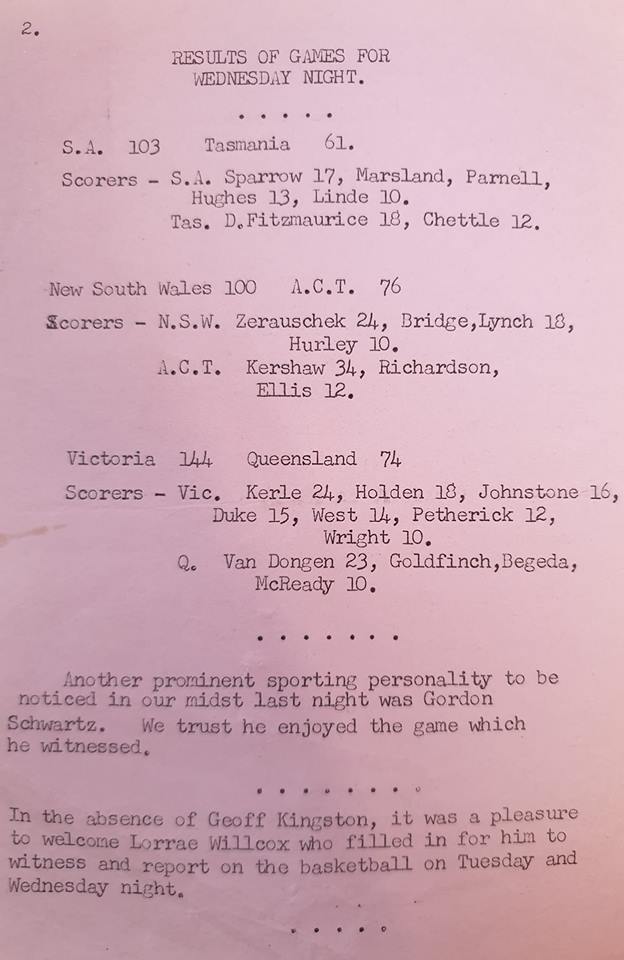 2.
RESULTS OF GAMES FOR
WEDNESDAY NIGHT.
. . . . .
S.A. 103 Tasmania 61.
Scorers - S.A. Sparrow 17, Marsland, Parnell,
Hughes 13, Linde 10.
Tas. D.Fitzmaurice 18, Chettle 12.
New South Wales 100 A.C.T. 76
Scorers - N.S.W. Zerauschek 24, Bridge,Lynch 18,
Hurley 10.
A.C.T. Kershaw 34, Richardson,
Ellis 12.
Victoria 144 Queensland 74
Scorers - Vic. Kerle 24, Holden 18, Johnstone 16,
Duke 15, West 14, Petherick 12,
Wright 10.
Q. Van Dongen 23, Goldfinch,Begeda,
McReady 10.
. . . . . . .
Another prominent sporting personality to be
noticed in our midst last night was Gordon
Schwartz. We trust he enjoyed the game which
he witnessed.
. . . . . . . .
In the absence of Geoff Kingston, it was a pleasure
to welcome Lorrae Willcox who filled in for him to
witness and report on the basketball on Tuesday and
Wednesday night.
. . . . .